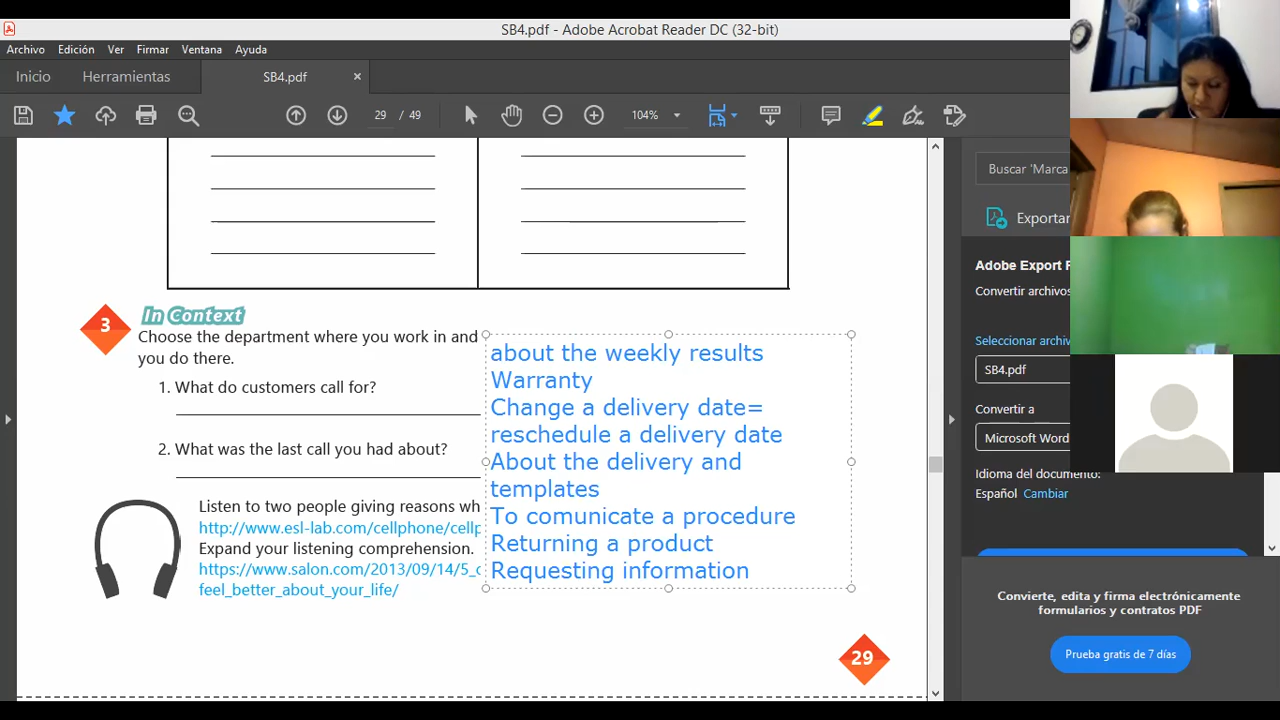 SB4.pdf - Adobe Acrobat Reader DC (32-bit)
Archivo Edición Ver Firmar Ventana Ayuda
Inicio Herramientas SB4.pdf ×
29 / 49 104%
Buscar 'Marca
Exportar
Adobe Export
Convertir archivos
Seleccionar archiv
SB4.pdf
Convertir a
Microsoft Word
Idioma del documento:
Español Cambiar
Convierte, edita y firma electrónicamente
formularios y contratos PDF
Prueba gratis de 7 días
3 In Context
Choose the department where you work in and
you do there.
1. What do customers call for?
2. What was the last call you had about?
Listen to two people giving reasons wh
http://www.esl-lab.com/cellphone/cellp
Expand your listening comprehension.
https://www.salon.com/2013/09/14/5_c
feel_better_about_your_life/
about the weekly results
Warranty
Change a delivery date=
reschedule a delivery date
About the delivery and
templates
To comunicate a procedure
Returning a product
Requesting information
29